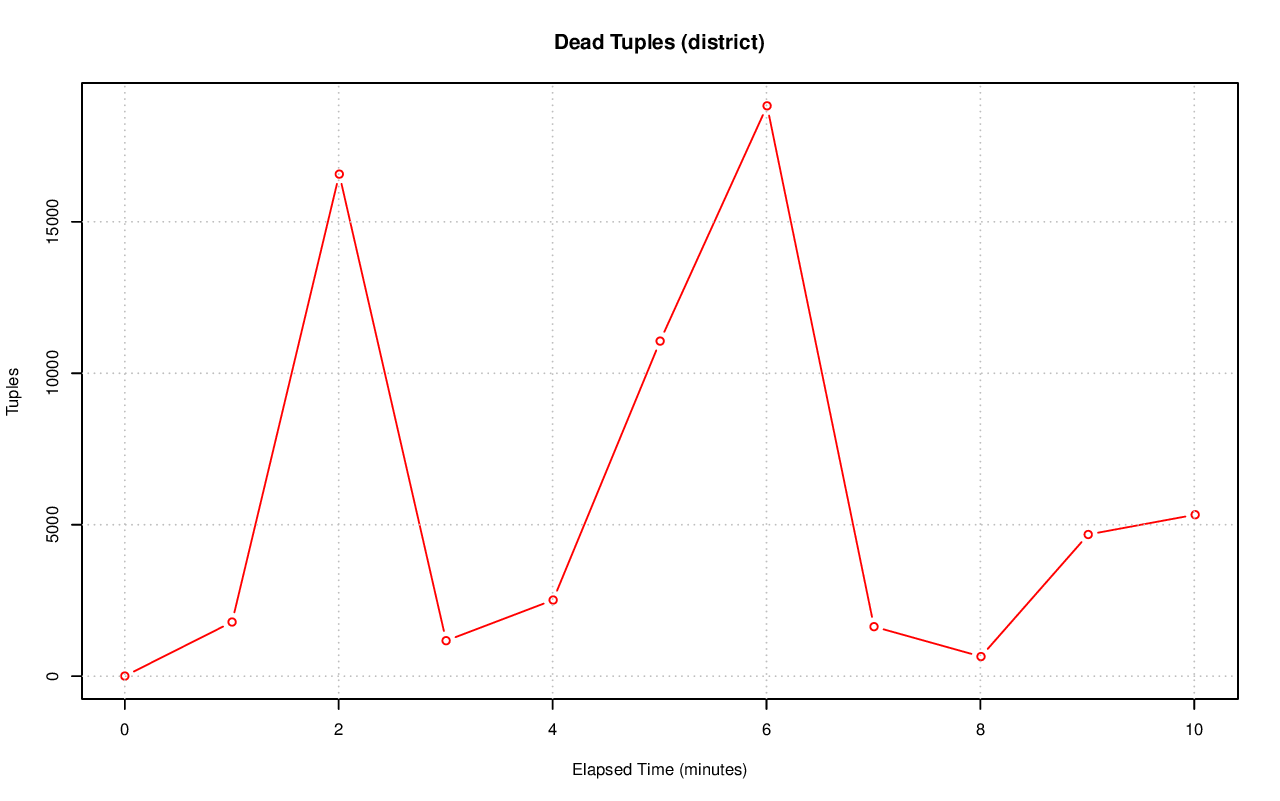 Dead Tuples (district)
Tuples
15000
10000
5000
0
0 2 4 6 8 10
Elapsed Time (minutes)